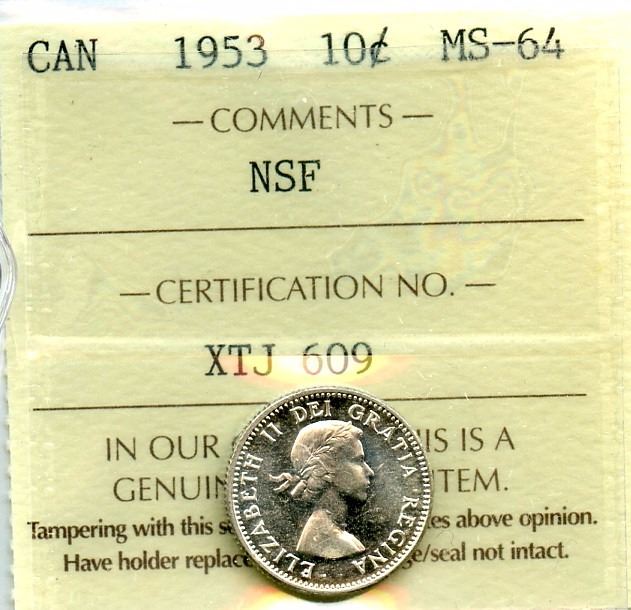 CAN 1953 10¢ MS-64
— COMMENTS —
NSF
— CERTIFICATION NO. —
XTJ 609
IN OUR IS IS A
GENUIN TEM.
Tampering with this s es above opinion.
Have holder replace ge/seal not intact.
ELIZABETH II DEI GRATIA REGINA